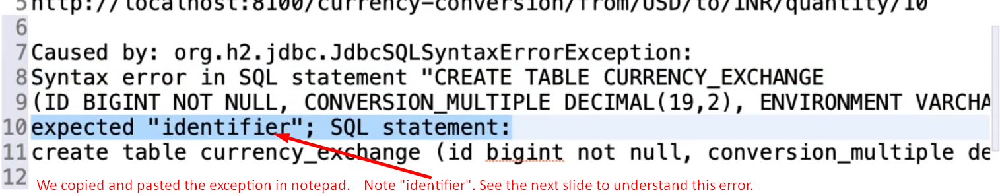 5http://localhost:8100/currency-conversion/from/USD/to/INR/quantity/10
6
7Caused by: org.h2.jdbc.JdbcSQLSyntaxErrorException:
8Syntax error in SQL statement "CREATE TABLE CURRENCY_EXCHANGE
9(ID BIGINT NOT NULL, CONVERSION_MULTIPLE DECIMAL(19,2), ENVIRONMENT VARCHA
10expected "identifier"; SQL statement:
11create table currency_exchange (id bigint not null, conversion_multiple de
12
We copied and pasted the exception in notepad. Note "identifier". See the next slide to understand this error.